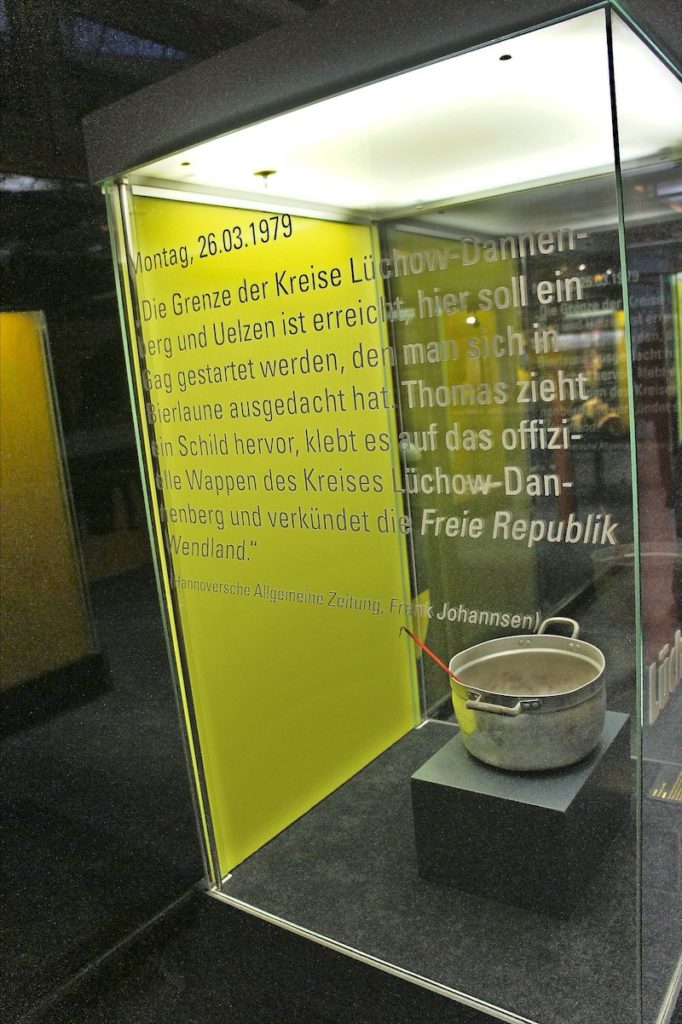 Montag, 26.03.1979
„Die Grenze der Kreise Lüchow-Dannen-
berg und Uelzen ist erreicht, hier soll ein
Gag gestartet werden, den man sich in
Bierlaune ausgedacht hat. Thomas zieht
ein Schild hervor, klebt es auf das offizi-
elle Wappen des Kreises Lüchow-Dan-
nenberg und verkündet die Freie Republik
Wendland.“
(Hannoversche Allgemeine Zeitung, Frank Johannsen)